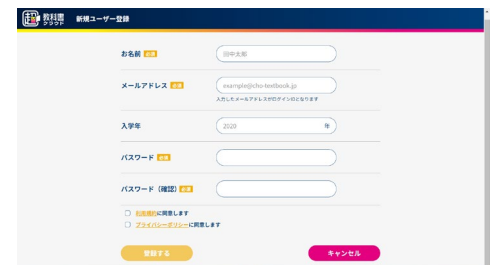 超 教科書クラウド 新規ユーザー登録
お名前 必須 田中太郎
メールアドレス 必須 example@cho-textbook.jp
入力したメールアドレスがログインIDとなります
入学年 2020 年
パスワード 必須
パスワード（確認） 必須
利用規約に同意します
プライバシーポリシーに同意します
登録する キャンセル